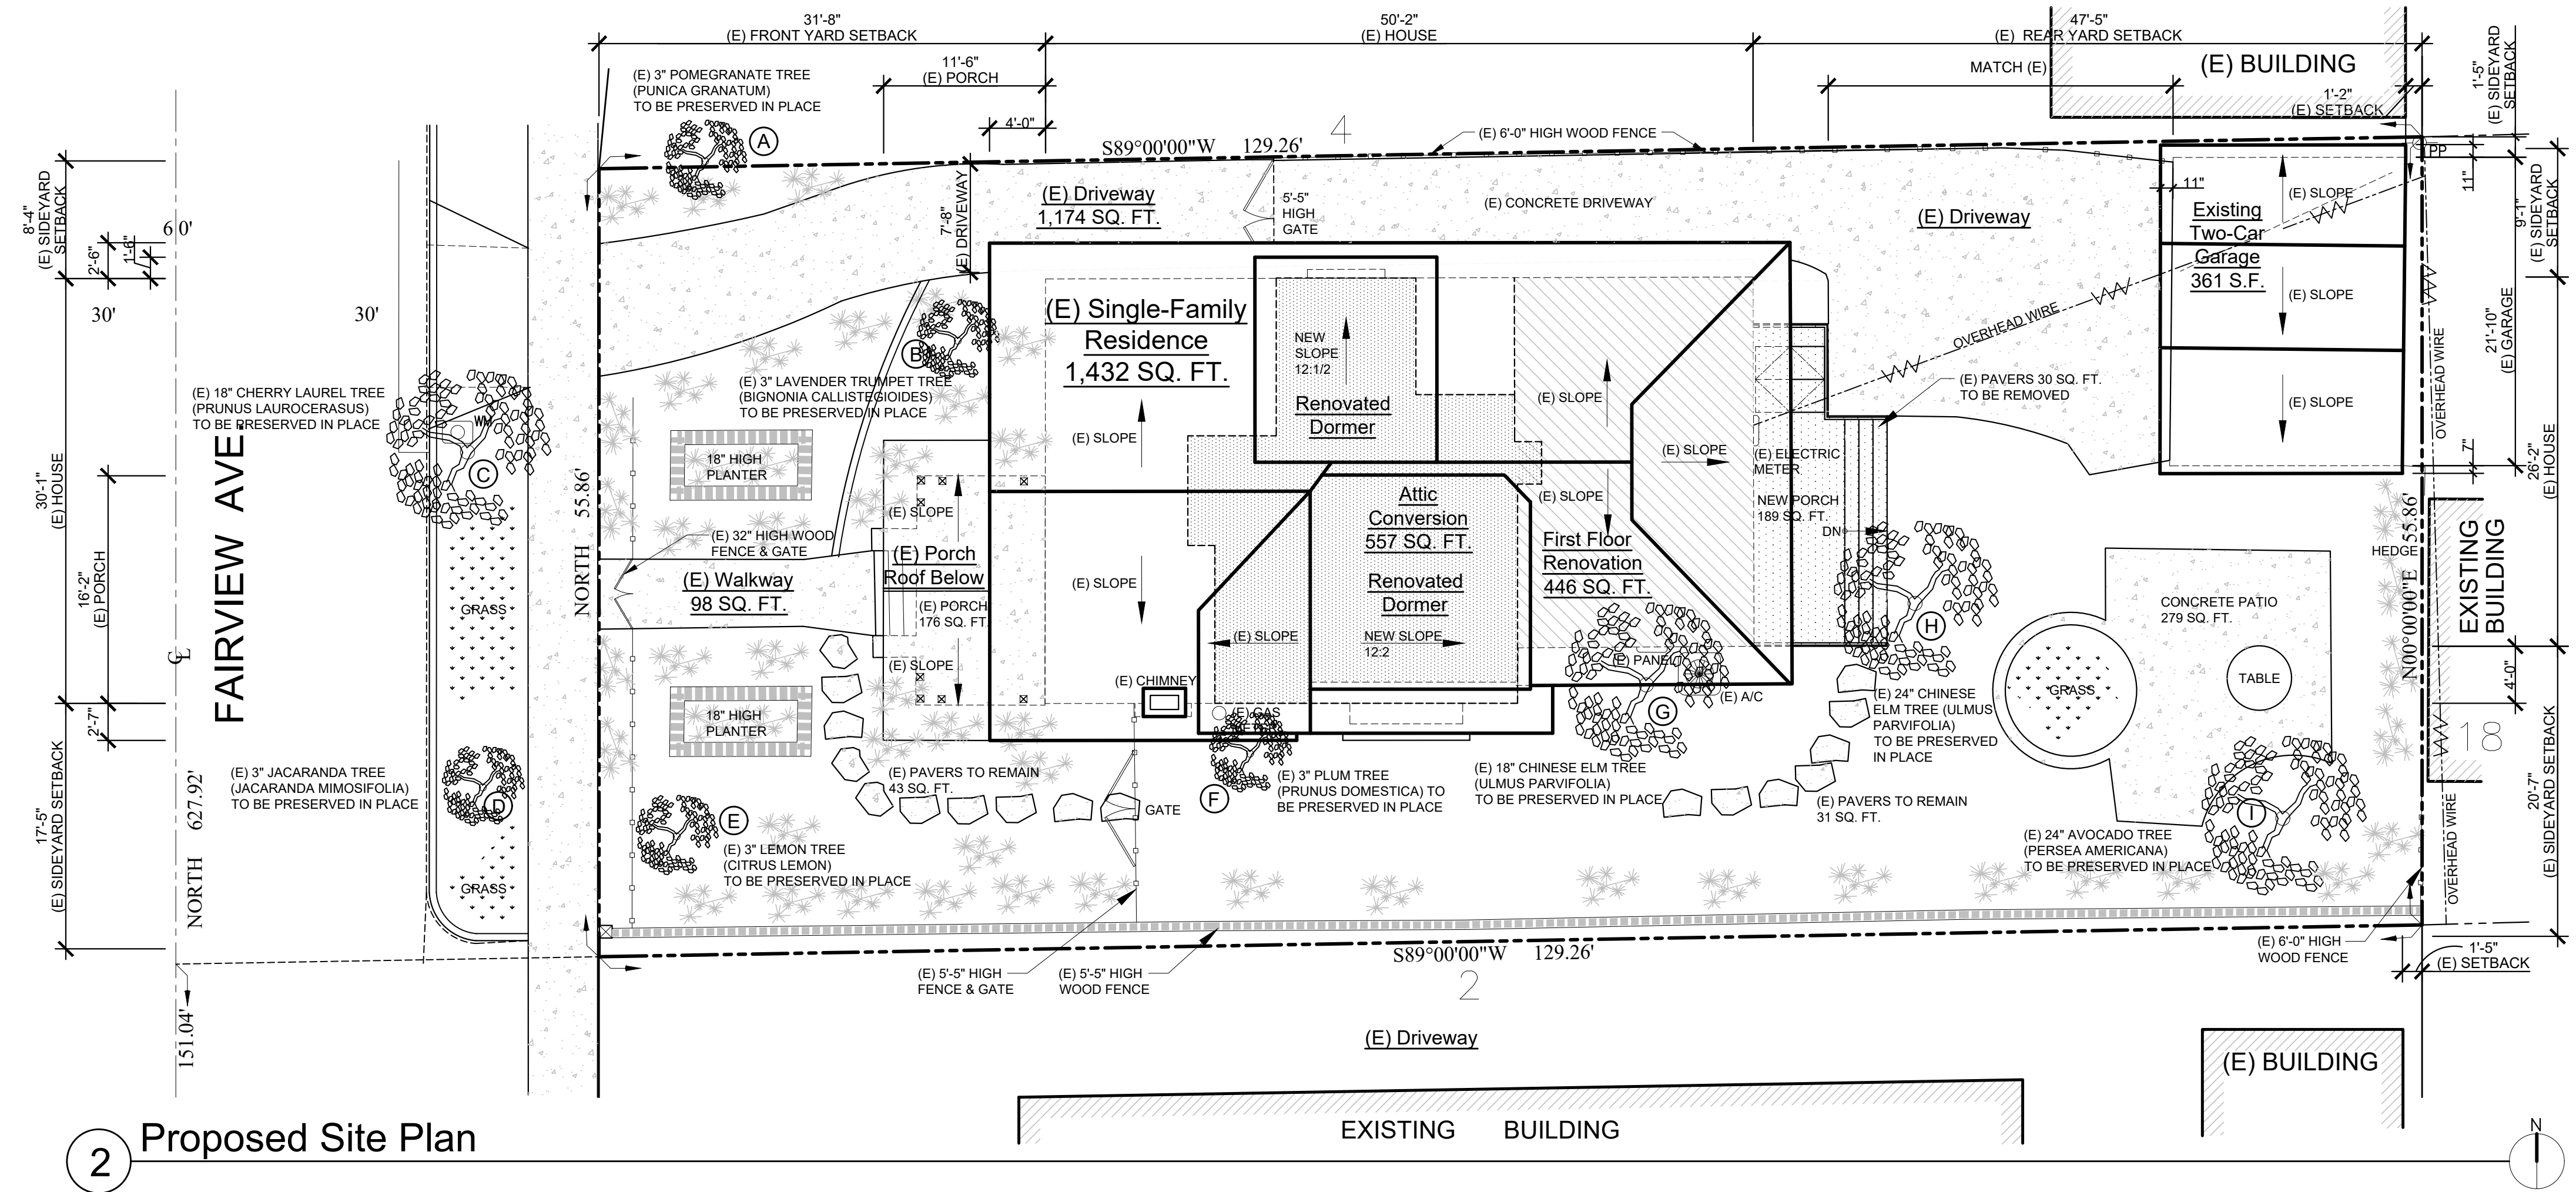 31'-8"
(E) FRONT YARD SETBACK
50'-2"
(E) HOUSE
47'-5"
(E) REAR YARD SETBACK
11'-6"
(E) PORCH
4'-0"
MATCH (E)
(E) BUILDING
1'-2"
(E) SETBACK
1'-5"
(E) SIDEYARD
SETBACK
(E) 3" POMEGRANATE TREE
(PUNICA GRANATUM)
TO BE PRESERVED IN PLACE
A
S89°00'00"W 129.26'
4
(E) 6'-0" HIGH WOOD FENCE
PP
8'-4"
(E) SIDEYARD
SETBACK
2'-6"
1'-6"
60'
30'
30'
7'-8"
(E) DRIVEWAY
(E) Driveway
1,174 SQ. FT.
5'-5"
HIGH
GATE
(E) CONCRETE DRIVEWAY
(E) Driveway
11"
(E) SLOPE
Existing
Two-Car
Garage
361 S.F.
(E) SLOPE
(E) SLOPE
11"
9'-1"
(E) SIDEYARD
SETBACK
21'-10"
(E) GARAGE
7"
26'-2"
(E) HOUSE
OVERHEAD WIRE
OVERHEAD WIRE
(E) Single-Family
Residence
1,432 SQ. FT.
NEW
SLOPE
12:1/2
Renovated
Dormer
(E) SLOPE
(E) SLOPE
(E) SLOPE
(E) SLOPE
B
(E) 3" LAVENDER TRUMPET TREE
(BIGNONIA CALLISTEGIOIDES)
TO BE PRESERVED IN PLACE
(E) 18" CHERRY LAUREL TREE
(PRUNUS LAUROCERASUS)
TO BE PRESERVED IN PLACE
WM
C
FAIRVIEW AVE.
18" HIGH
PLANTER
NORTH 55.86'
(E) PAVERS 30 SQ. FT.
TO BE REMOVED
(E) ELECTRIC
METER
NEW PORCH
189 SQ. FT.
DN
30'-1"
(E) HOUSE
16'-2"
(E) PORCH
(E) SLOPE
(E) 32" HIGH WOOD
FENCE & GATE
(E) Porch
Roof Below
(E) Walkway
98 SQ. FT.
(E) PORCH
176 SQ. FT.
(E) SLOPE
(E) SLOPE
Attic
Conversion
557 SQ. FT.
Renovated
Dormer
NEW SLOPE
12:2
(E) SLOPE
First Floor
Renovation
446 SQ. FT.
HEDGE
N00°00'00"E 55.86'
EXISTING
BUILDING
CONCRETE PATIO
279 SQ. FT.
TABLE
GRASS
H
(E) PANEL
(E) A/C
G
(E) CHIMNEY
(E) GAS
GRASS
℄
2'-7"
17'-5"
(E) SIDEYARD SETBACK
NORTH 627.92'
151.04'
(E) 3" JACARANDA TREE
(JACARANDA MIMOSIFOLIA)
TO BE PRESERVED IN PLACE
D
GRASS
18" HIGH
PLANTER
E
(E) 3" LEMON TREE
(CITRUS LEMON)
TO BE PRESERVED IN PLACE
(E) PAVERS TO REMAIN
43 SQ. FT.
GATE
F
(E) 3" PLUM TREE
(PRUNUS DOMESTICA) TO
BE PRESERVED IN PLACE
(E) 18" CHINESE ELM TREE
(ULMUS PARVIFOLIA)
TO BE PRESERVED IN PLACE
(E) 24" CHINESE
ELM TREE (ULMUS
PARVIFOLIA)
TO BE PRESERVED
IN PLACE
(E) PAVERS TO REMAIN
31 SQ. FT.
I
(E) 24" AVOCADO TREE
(PERSEA AMERICANA)
TO BE PRESERVED IN PLACE
4'-0"
18
20'-7"
(E) SIDEYARD SETBACK
OVERHEAD WIRE
(E) 6'-0" HIGH
WOOD FENCE
1'-5"
(E) SETBACK
(E) 5'-5" HIGH
FENCE & GATE
(E) 5'-5" HIGH
WOOD FENCE
S89°00'00"W 129.26'
2
(E) Driveway
(E) BUILDING
EXISTING BUILDING
2
Proposed Site Plan
N